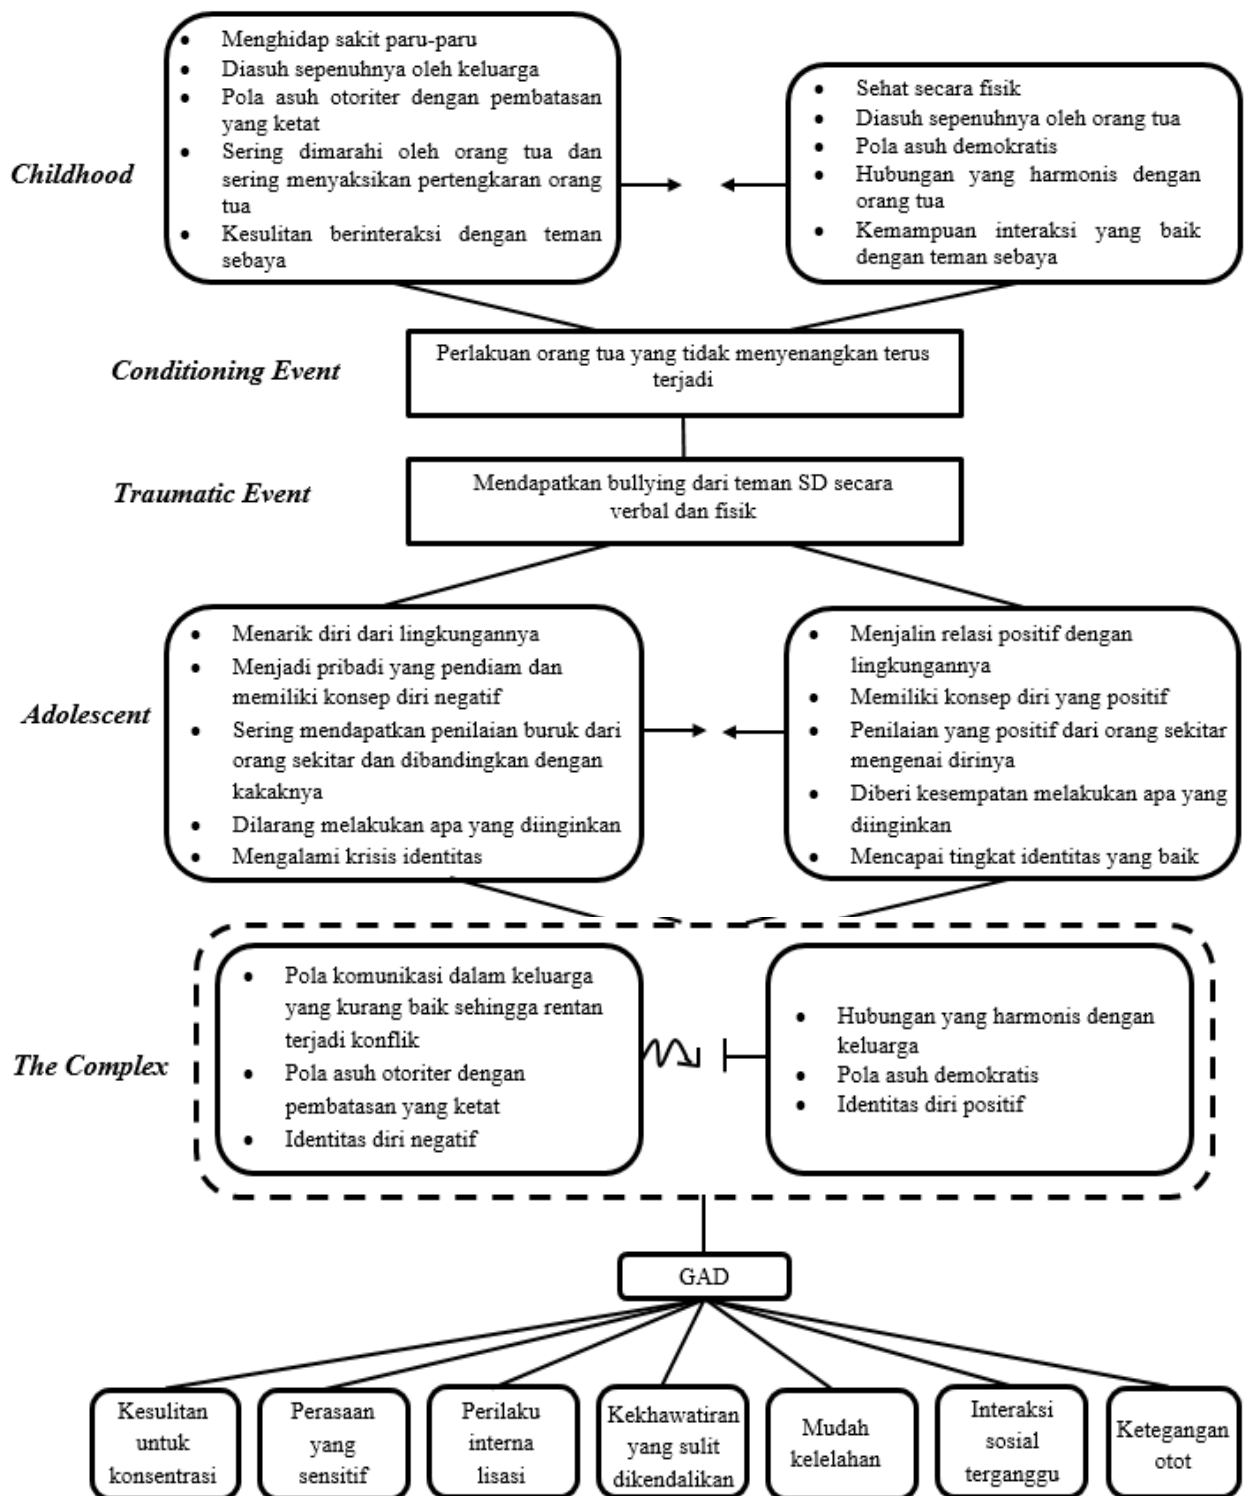 Childhood
Menghidap sakit paru-paru
Diasuh sepenuhnya oleh keluarga
Pola asuh otoriter dengan pembatasan
yang ketat
Sering dimarahi oleh orang tua dan
sering menyaksikan pertengkaran orang
tua
Kesulitan berinteraksi dengan teman
sebaya
Sehat secara fisik
Diasuh sepenuhnya oleh orang tua
Pola asuh demokratis
Hubungan yang harmonis dengan
orang tua
Kemampuan interaksi yang baik
dengan teman sebaya
Conditioning Event
Perlakuan orang tua yang tidak menyenangkan terus
terjadi
Traumatic Event
Mendapatkan bullying dari teman SD secara
verbal dan fisik
Adolescent
Menarik diri dari lingkungannya
Menjadi pribadi yang pendiam dan
memiliki konsep diri negatif
Sering mendapatkan penilaian buruk dari
orang sekitar dan dibandingkan dengan
kakaknya
Dilarang melakukan apa yang diinginkan
Mengalami krisis identitas
Menjalin relasi positif dengan
lingkungannya
Memiliki konsep diri yang positif
Penilaian yang positif dari orang sekitar
mengenai dirinya
Diberi kesempatan melakukan apa yang
diinginkan
Mencapai tingkat identitas yang baik
The Complex
Pola komunikasi dalam keluarga
yang kurang baik sehingga rentan
terjadi konflik
Pola asuh otoriter dengan
pembatasan yang ketat
Identitas diri negatif
Hubungan yang harmonis dengan
keluarga
Pola asuh demokratis
Identitas diri positif
GAD
Kesulitan
untuk
konsentrasi
Perasaan
yang
sensitif
Perilaku
interna
lisasi
Kekhawatiran
yang sulit
dikendalikan
Mudah
kelelahan
Interaksi
sosial
terganggu
Ketegangan
otot